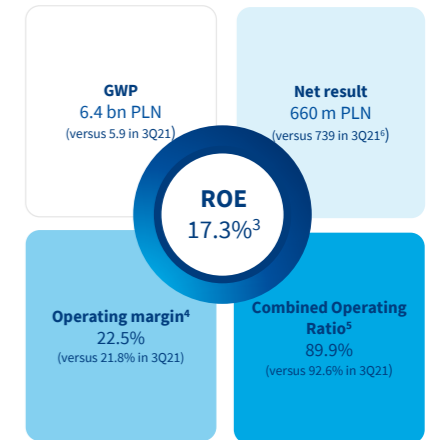 GWP
6.4 bn PLN
(versus 5.9 in 3Q21)
Net result
660 m PLN
(versus 739 in 3Q21⁶)
ROE
17.3%³
Operating margin⁴
22.5%
(versus 21.8% in 3Q21)
Combined Operating
Ratio⁵
89.9%
(versus 92.6% in 3Q21)